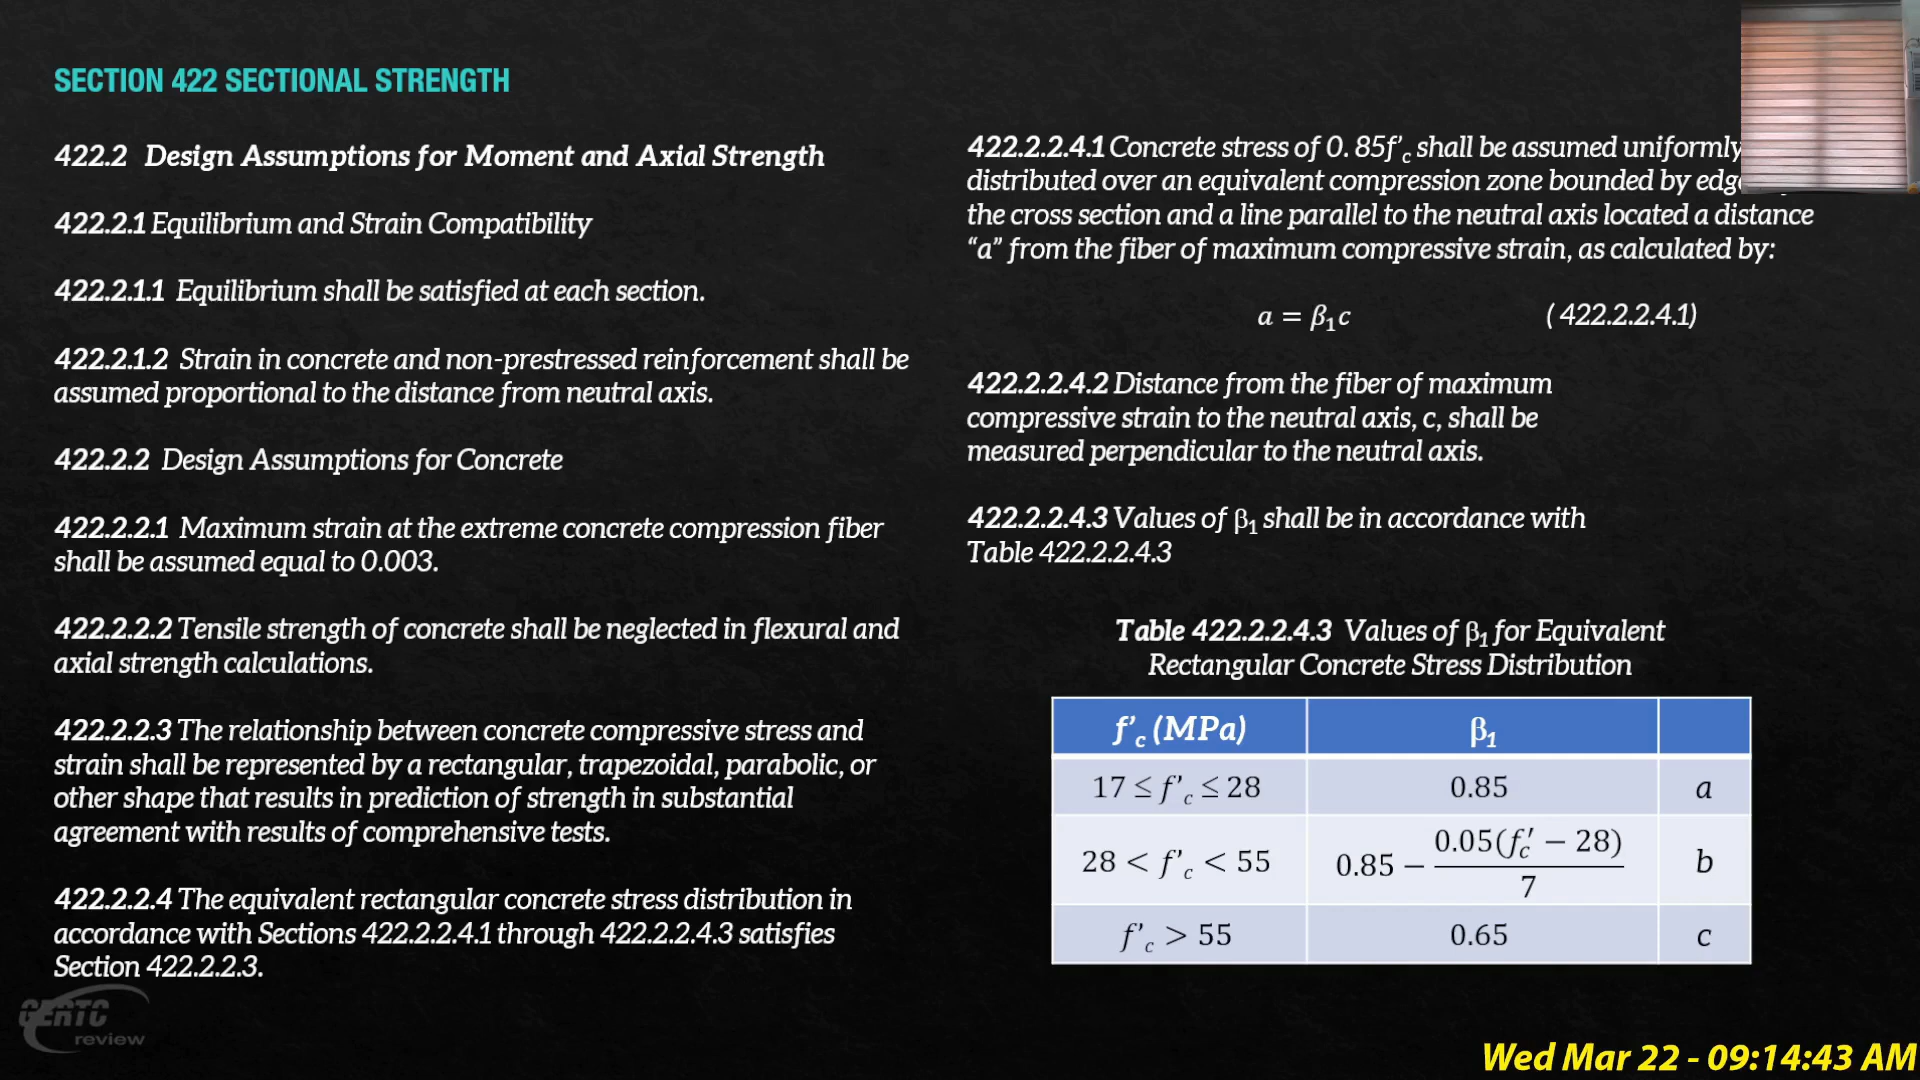 SECTION 422 SECTIONAL STRENGTH
422.2 Design Assumptions for Moment and Axial Strength
422.2.1 Equilibrium and Strain Compatibility
422.2.1.1 Equilibrium shall be satisfied at each section.
422.2.1.2 Strain in concrete and non-prestressed reinforcement shall be
assumed proportional to the distance from neutral axis.
422.2.2 Design Assumptions for Concrete
422.2.2.1 Maximum strain at the extreme concrete compression fiber
shall be assumed equal to 0.003.
422.2.2.2 Tensile strength of concrete shall be neglected in flexural and
axial strength calculations.
422.2.2.3 The relationship between concrete compressive stress and
strain shall be represented by a rectangular, trapezoidal, parabolic, or
other shape that results in prediction of strength in substantial
agreement with results of comprehensive tests.
422.2.2.4 The equivalent rectangular concrete stress distribution in
accordance with Sections 422.2.2.4.1 through 422.2.2.4.3 satisfies
Section 422.2.2.3.
422.2.2.4.1 Concrete stress of 0. 85f'c shall be assumed uniformly
distributed over an equivalent compression zone bounded by
the cross section and a line parallel to the neutral axis located a distance
“a” from the fiber of maximum compressive strain, as calculated by:
a = β₁c ( 422.2.2.4.1)
422.2.2.4.2 Distance from the fiber of maximum
compressive strain to the neutral axis, c, shall be
measured perpendicular to the neutral axis.
422.2.2.4.3 Values of β₁ shall be in accordance with
Table 422.2.2.4.3
Table 422.2.2.4.3 Values of β₁ for Equivalent
Rectangular Concrete Stress Distribution
f'c (MPa) β₁
17 ≤ f'c ≤ 28 0.85 a
28 < f'c < 55 0.85 − 0.05(f'c − 28) / 7 b
f'c > 55 0.65 c
GERTC
review
Wed Mar 22 - 09:14:43 AM